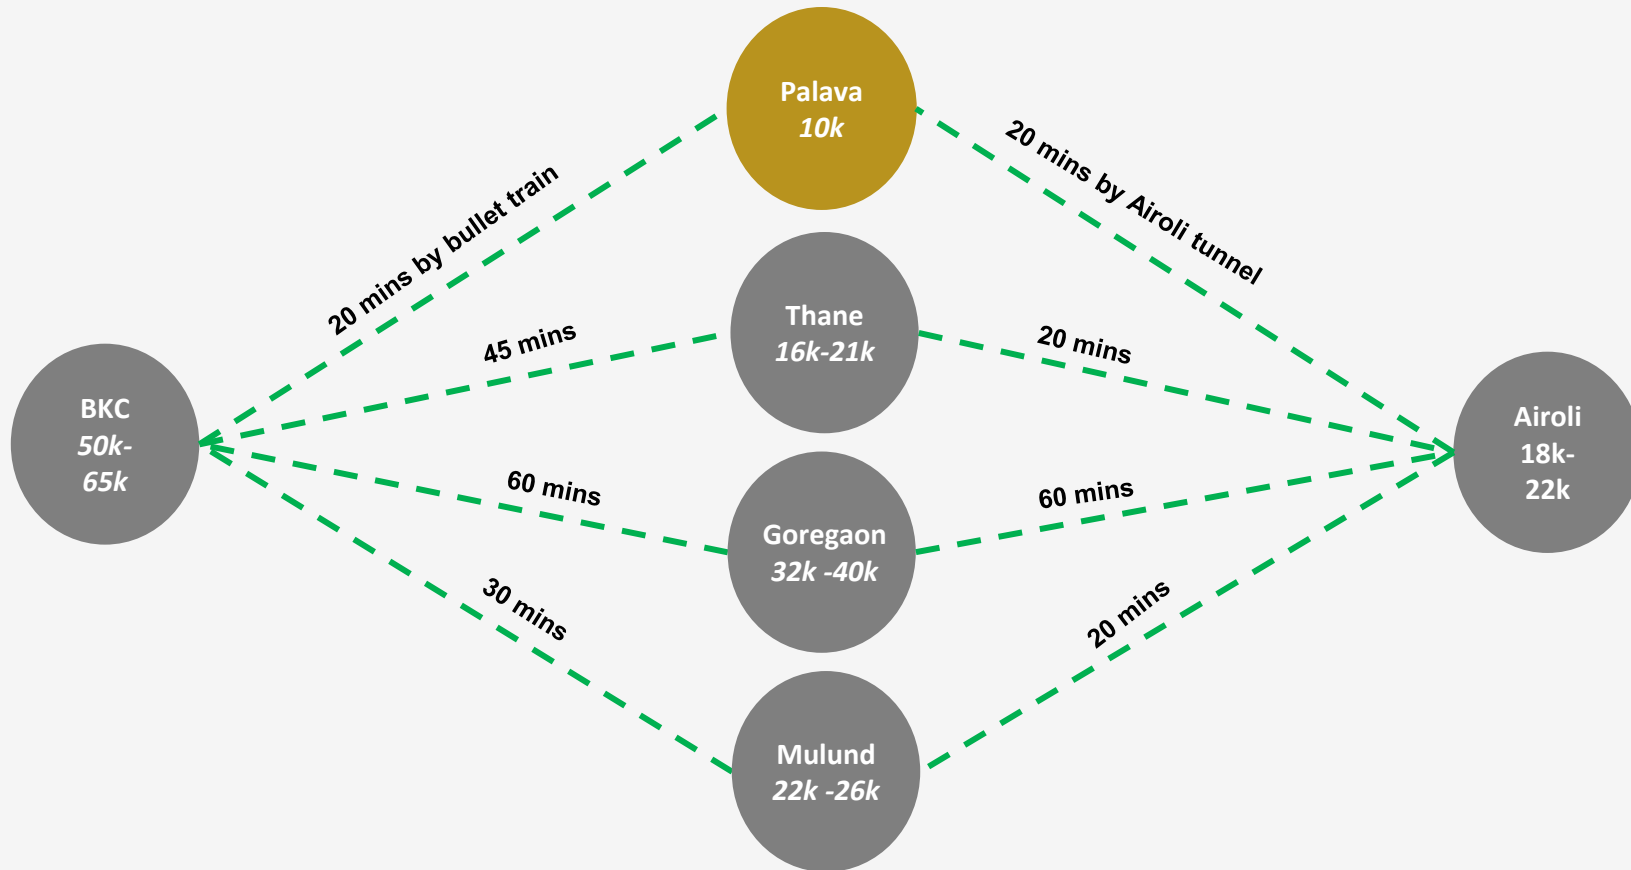 Palava
10k
20 mins by bullet train
20 mins by Airoli tunnel
Thane
16k-21k
45 mins
20 mins
BKC
50k-
65k
Airoli
18k-
22k
60 mins
60 mins
Goregaon
32k -40k
30 mins
20 mins
Mulund
22k -26k